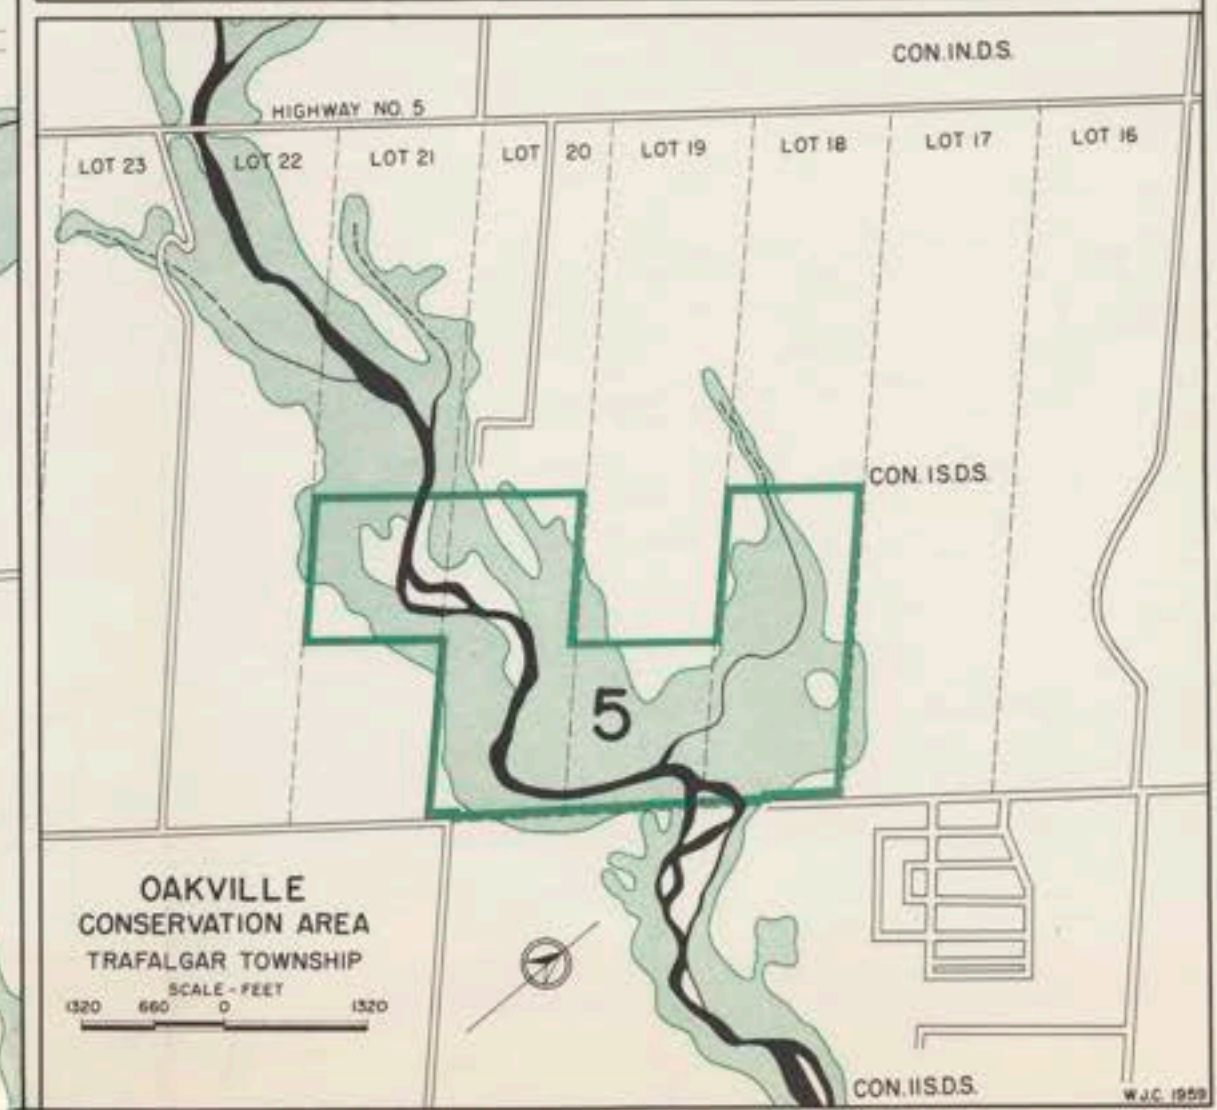 CON. I N.D.S.
HIGHWAY NO. 5
LOT 23
LOT 22
LOT 21
LOT 20
LOT 19
LOT 18
LOT 17
LOT 16
CON. I S.D.S.
5
OAKVILLE
CONSERVATION AREA
TRAFALGAR TOWNSHIP
SCALE - FEET
1320 660 0 1320
CON. II S.D.S.
W.J.C. 1959